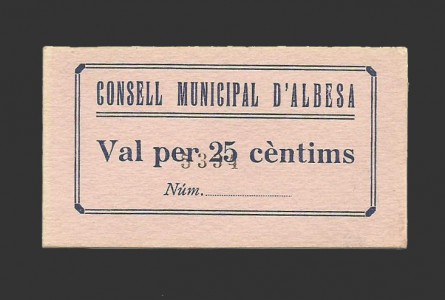 CONSELL MUNICIPAL D'ALBESA
Val per 25 cèntims
Núm.